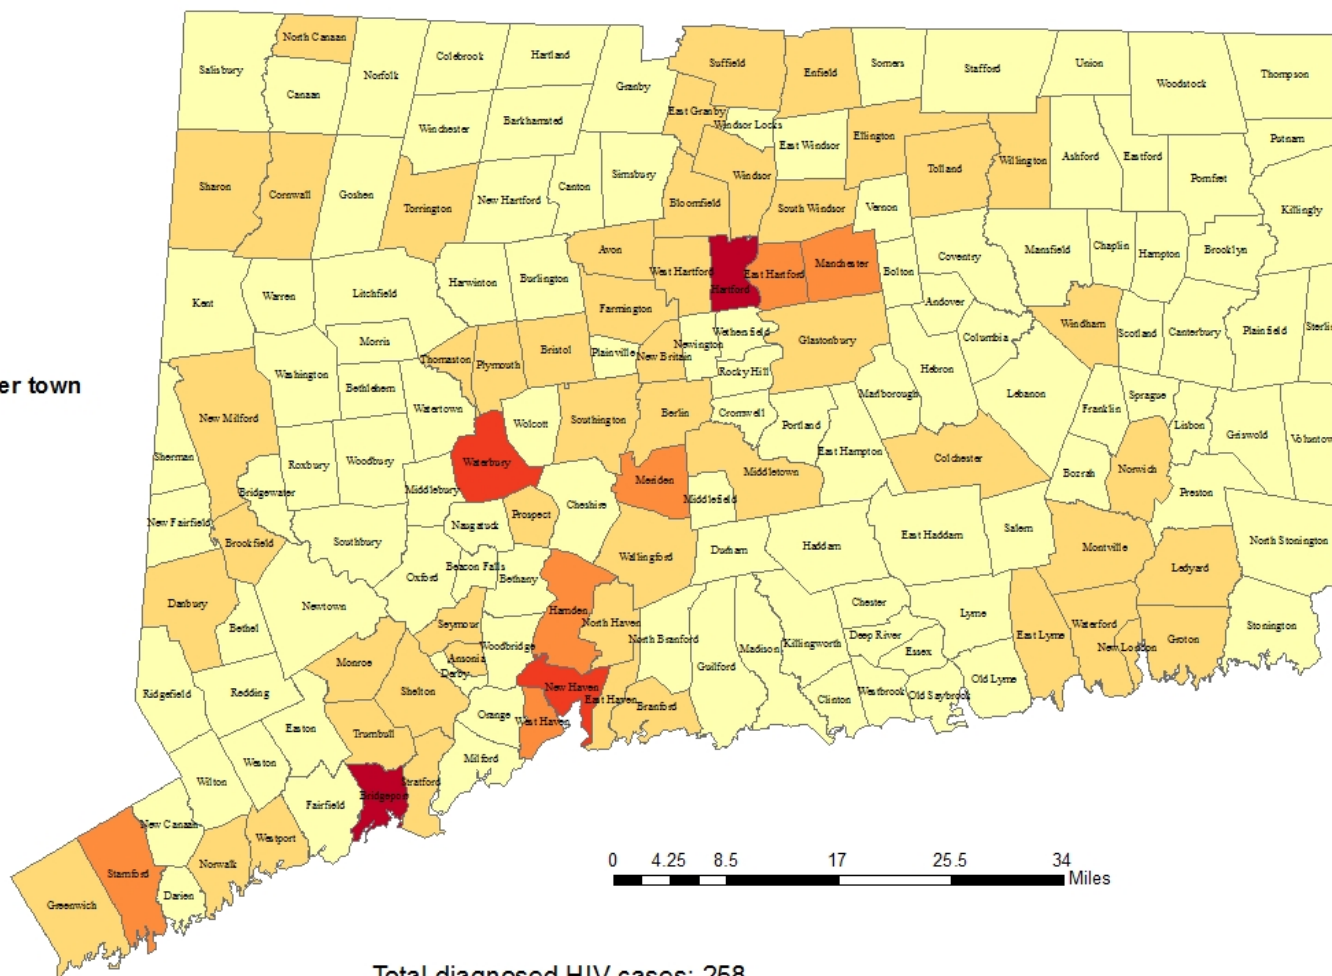 North Canaan
Colebrook
Hartland
Suffield
Enfield
Somers
Stafford
Union
Woodstock
Thompson
Salisbury
Canaan
Norfolk
Granby
Winchester
Barkhamsted
East Granby
Windsor Locks
East Windsor
Ellington
Tolland
Willington
Ashford
Eastford
Pomfret
Putnam
Killingly
Sharon
Cornwall
Goshen
Torrington
New Hartford
Canton
Simsbury
Windsor
Bloomfield
South Windsor
Vernon
Avon
West Hartford
Hartford
East Hartford
Manchester
Bolton
Coventry
Mansfield
Chaplin
Hampton
Brooklyn
Kent
Warren
Litchfield
Harwinton
Burlington
Farmington
Andover
Morris
Thomaston
Plymouth
Bristol
Plainville
New Britain
Newington
Wethersfield
Rocky Hill
Glastonbury
Hebron
Columbia
Windham
Scotland
Canterbury
Plainfield
Sterlin
er town
New Milford
Washington
Bethlehem
Watertown
Wolcott
Southington
Berlin
Cromwell
Portland
Marlborough
Lebanon
Franklin
Sprague
Lisbon
Griswold
Voluntow
Sherman
Roxbury
Woodbury
Waterbury
Meriden
Middletown
East Hampton
Colchester
Bozrah
Norwich
Preston
Bridgewater
Middlebury
Cheshire
Middlefield
New Fairfield
Brookfield
Southbury
Naugatuck
Prospect
Wallingford
Durham
Haddam
East Haddam
Salem
Montville
North Stonington
Ledyard
Danbury
Bethel
Newtown
Oxford
Beacon Falls
Bethany
Hamden
North Haven
Seymour
Woodbridge
North Branford
Guilford
Madison
Killingworth
Chester
Deep River
Essex
Lyme
East Lyme
Waterford
New London
Groton
Stonington
Ridgefield
Redding
Monroe
Shelton
Ansonia
Derby
New Haven
East Haven
Branford
West Haven
Orange
Clinton
Westbrook
Old Saybrook
Old Lyme
Easton
Trumbull
Milford
Wilton
Weston
Fairfield
Bridgeport
Stratford
New Canaan
Norwalk
Westport
Stamford
Darien
Greenwich
0 4.25 8.5 17 25.5 34
Miles
Total diagnosed HIV cases: 258